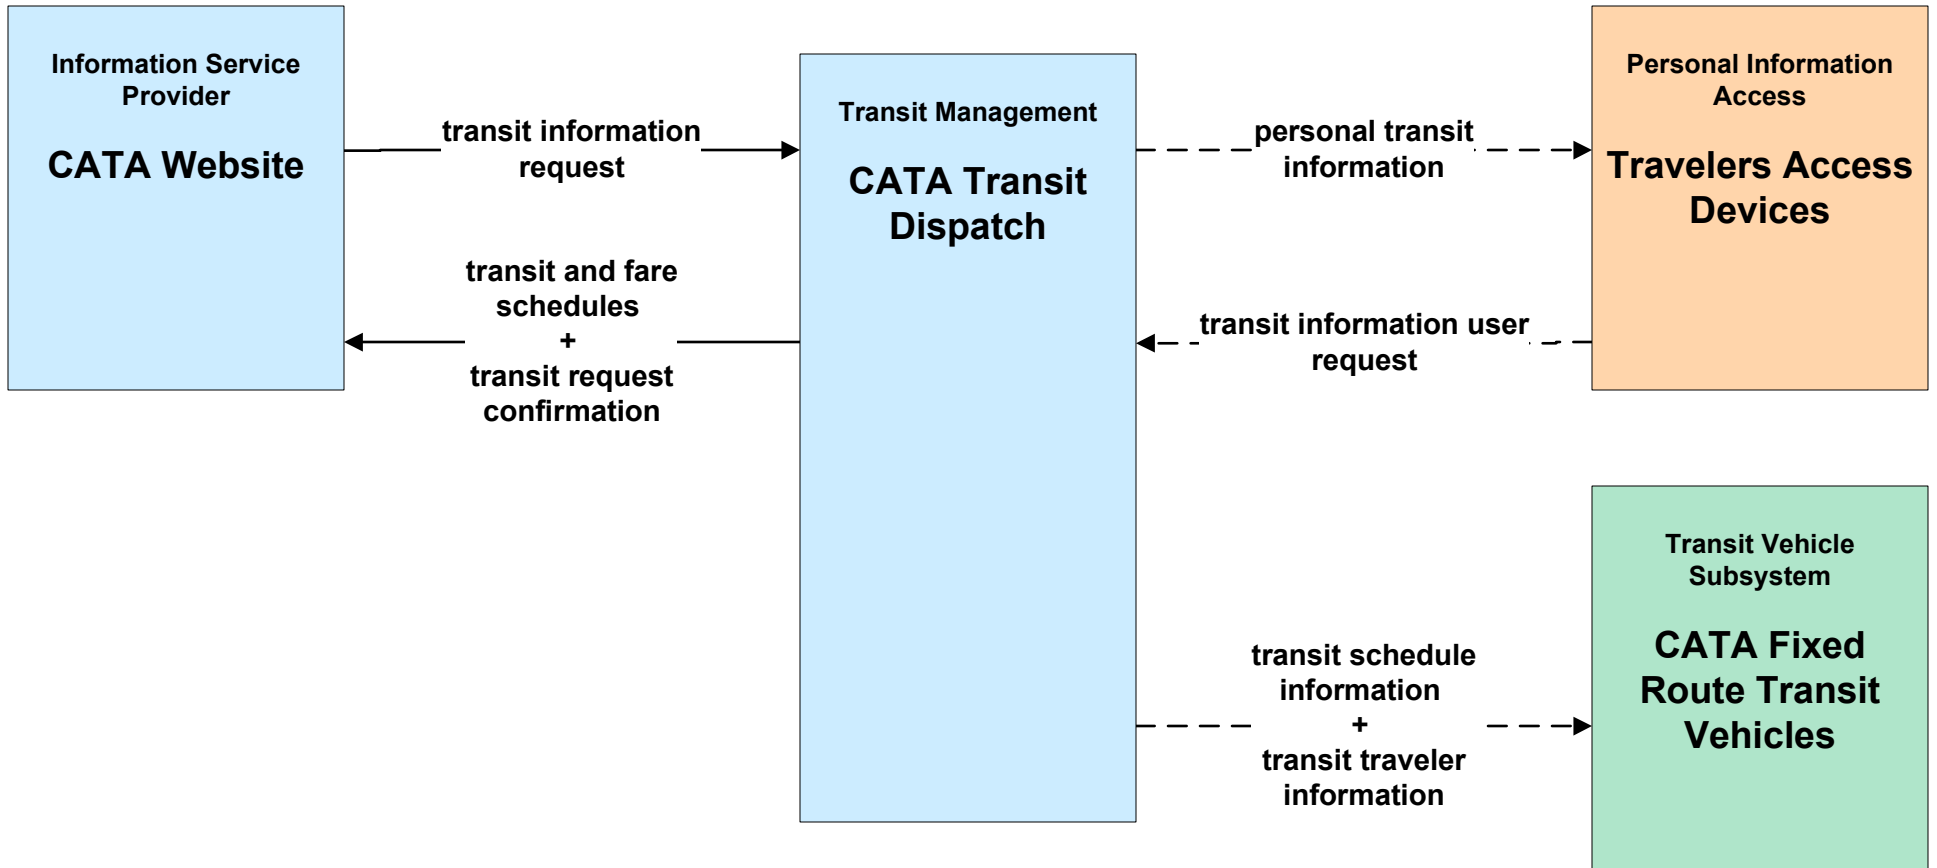 Information Service
Provider
CATA Website
transit information
request
transit and fare
schedules
+
transit request
confirmation
Transit Management
CATA Transit
Dispatch
personal transit
information
transit information user
request
Personal Information
Access
Travelers Access
Devices
transit schedule
information
+
transit traveler
information
Transit Vehicle
Subsystem
CATA Fixed
Route Transit
Vehicles